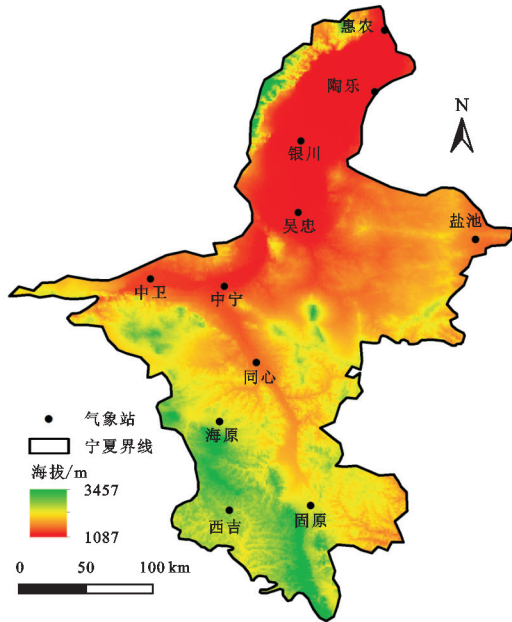 惠农
陶乐
N
银川
吴忠
盐池
中卫
中宁
同心
气象站
海原
宁夏界线
海拔/m
3457
1087
西吉
固原
0 50 100 km